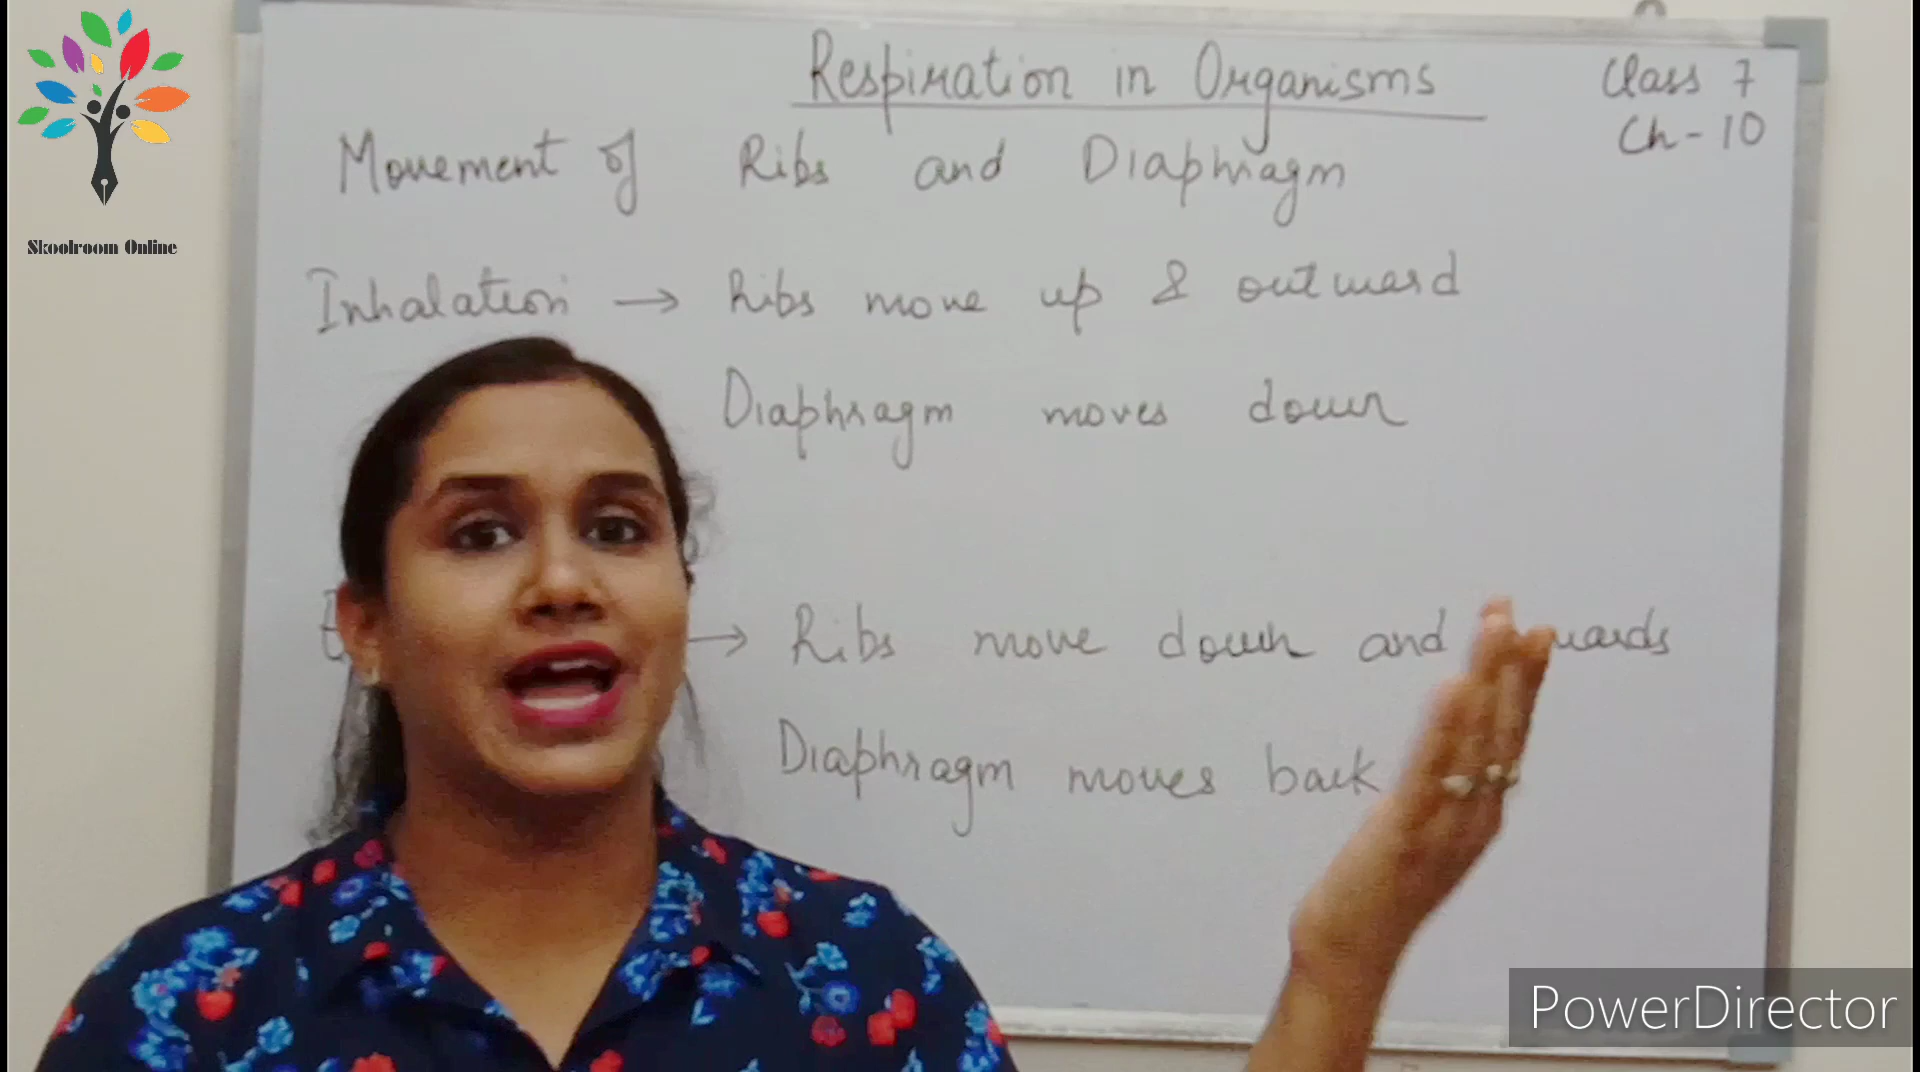 Respiration in Organisms
Class 7
Ch - 10
Movement of Ribs and Diaphragm
Inhalation → Ribs move up & outward
Diaphragm moves down
→ Ribs move down and
Diaphragm moves back
Skoolroom Online
PowerDirector